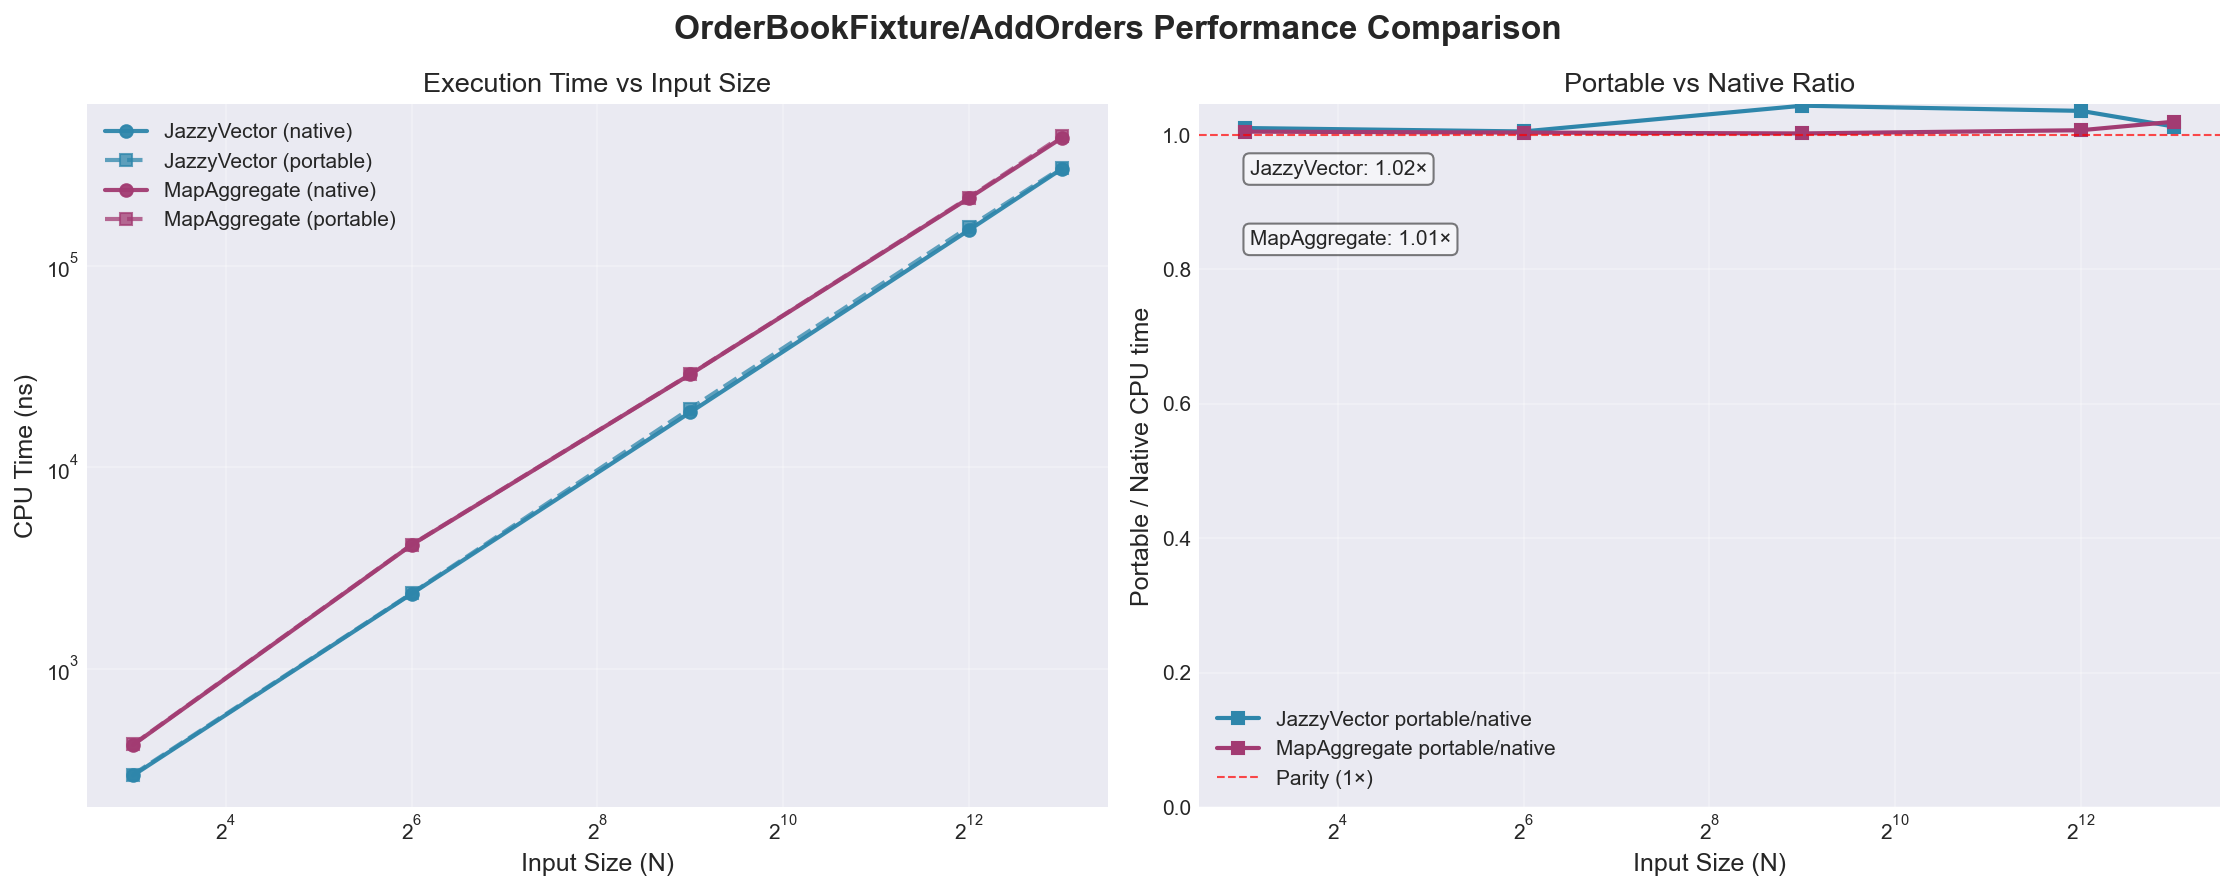 OrderBookFixture/AddOrders Performance Comparison
Execution Time vs Input Size
JazzyVector (native)
JazzyVector (portable)
MapAggregate (native)
MapAggregate (portable)
CPU Time (ns)
10^5
10^4
10^3
2^4
2^6
2^8
2^10
2^12
Input Size (N)
Portable vs Native Ratio
JazzyVector: 1.02×
MapAggregate: 1.01×
Portable / Native CPU time
1.0
0.8
0.6
0.4
0.2
0.0
JazzyVector portable/native
MapAggregate portable/native
Parity (1×)
2^4
2^6
2^8
2^10
2^12
Input Size (N)